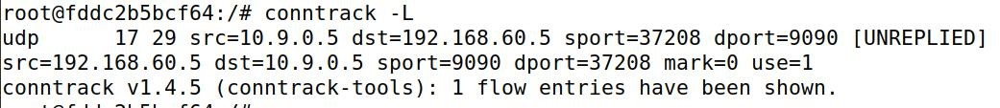 root@fddc2b5bcf64:/# conntrack -L
udp      17 29 src=10.9.0.5 dst=192.168.60.5 sport=37208 dport=9090 [UNREPLIED]
src=192.168.60.5 dst=10.9.0.5 sport=9090 dport=37208 mark=0 use=1
conntrack v1.4.5 (conntrack-tools): 1 flow entries have been shown.